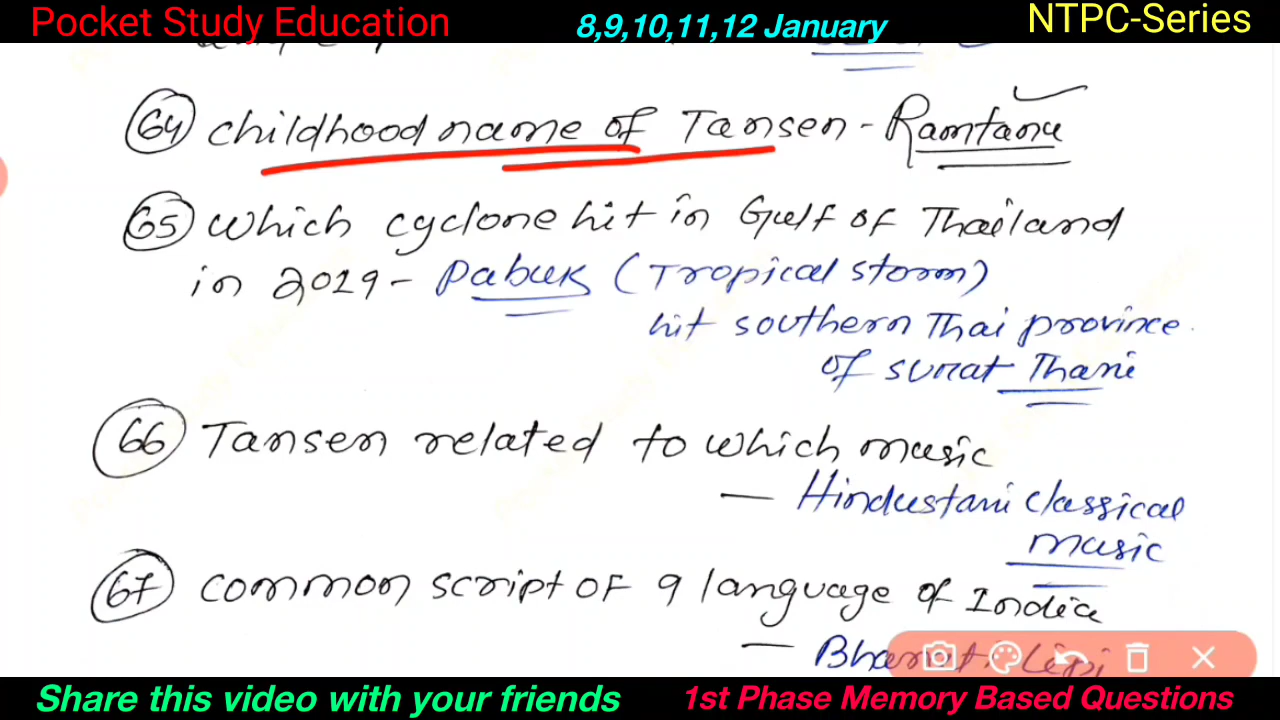 Pocket Study Education
8,9,10,11,12 January
NTPC-Series
64 childhood name of Tansen - Ramtanu
65 which cyclone hit in Gulf of Thailand
in 2019 - Pabuk (Tropical storm)
hit southern Thai province
of surat Thani
66 Tansen related to which music
— Hindustani classical
music
67 common script of 9 language of India
— Bharati Lipi
Share this video with your friends
1st Phase Memory Based Questions